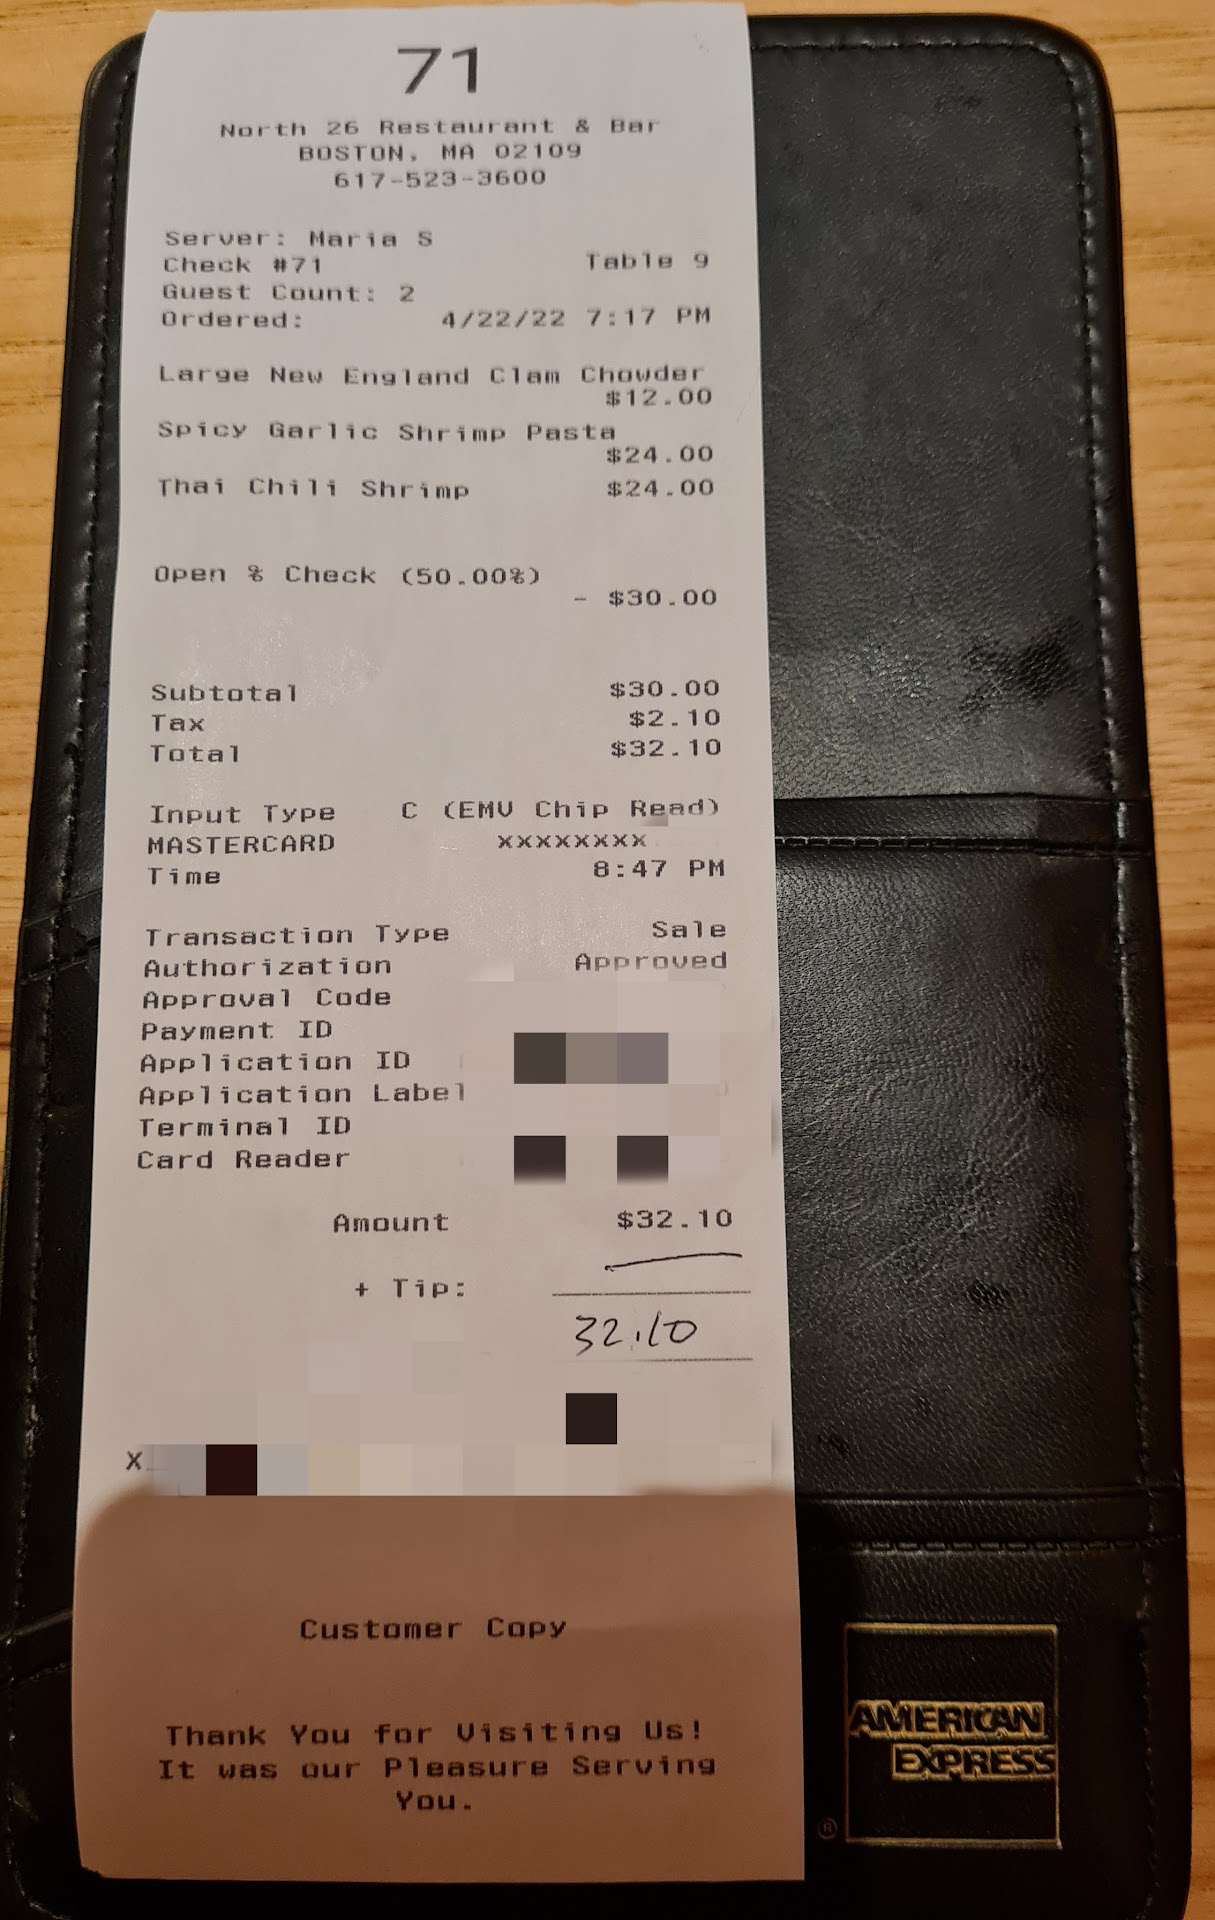 71
North 26 Restaurant & Bar
BOSTON, MA 02109
617-523-3600
Server: Maria S
Check #71 Table 9
Guest Count: 2
Ordered: 4/22/22 7:17 PM
Large New England Clam Chowder
$12.00
Spicy Garlic Shrimp Pasta
$24.00
Thai Chili Shrimp $24.00
Open % Check (50.00%)
- $30.00
Subtotal $30.00
Tax $2.10
Total $32.10
Input Type C (EMV Chip Read)
MASTERCARD xxxxxxxx
Time 8:47 PM
Transaction Type Sale
Authorization Approved
Approval Code
Payment ID
Application ID
Application Label
Terminal ID
Card Reader
Amount $32.10
+ Tip:
32.10
X
Customer Copy
Thank You for Visiting Us!
It was our Pleasure Serving
You.
AMERICAN
EXPRESS
®